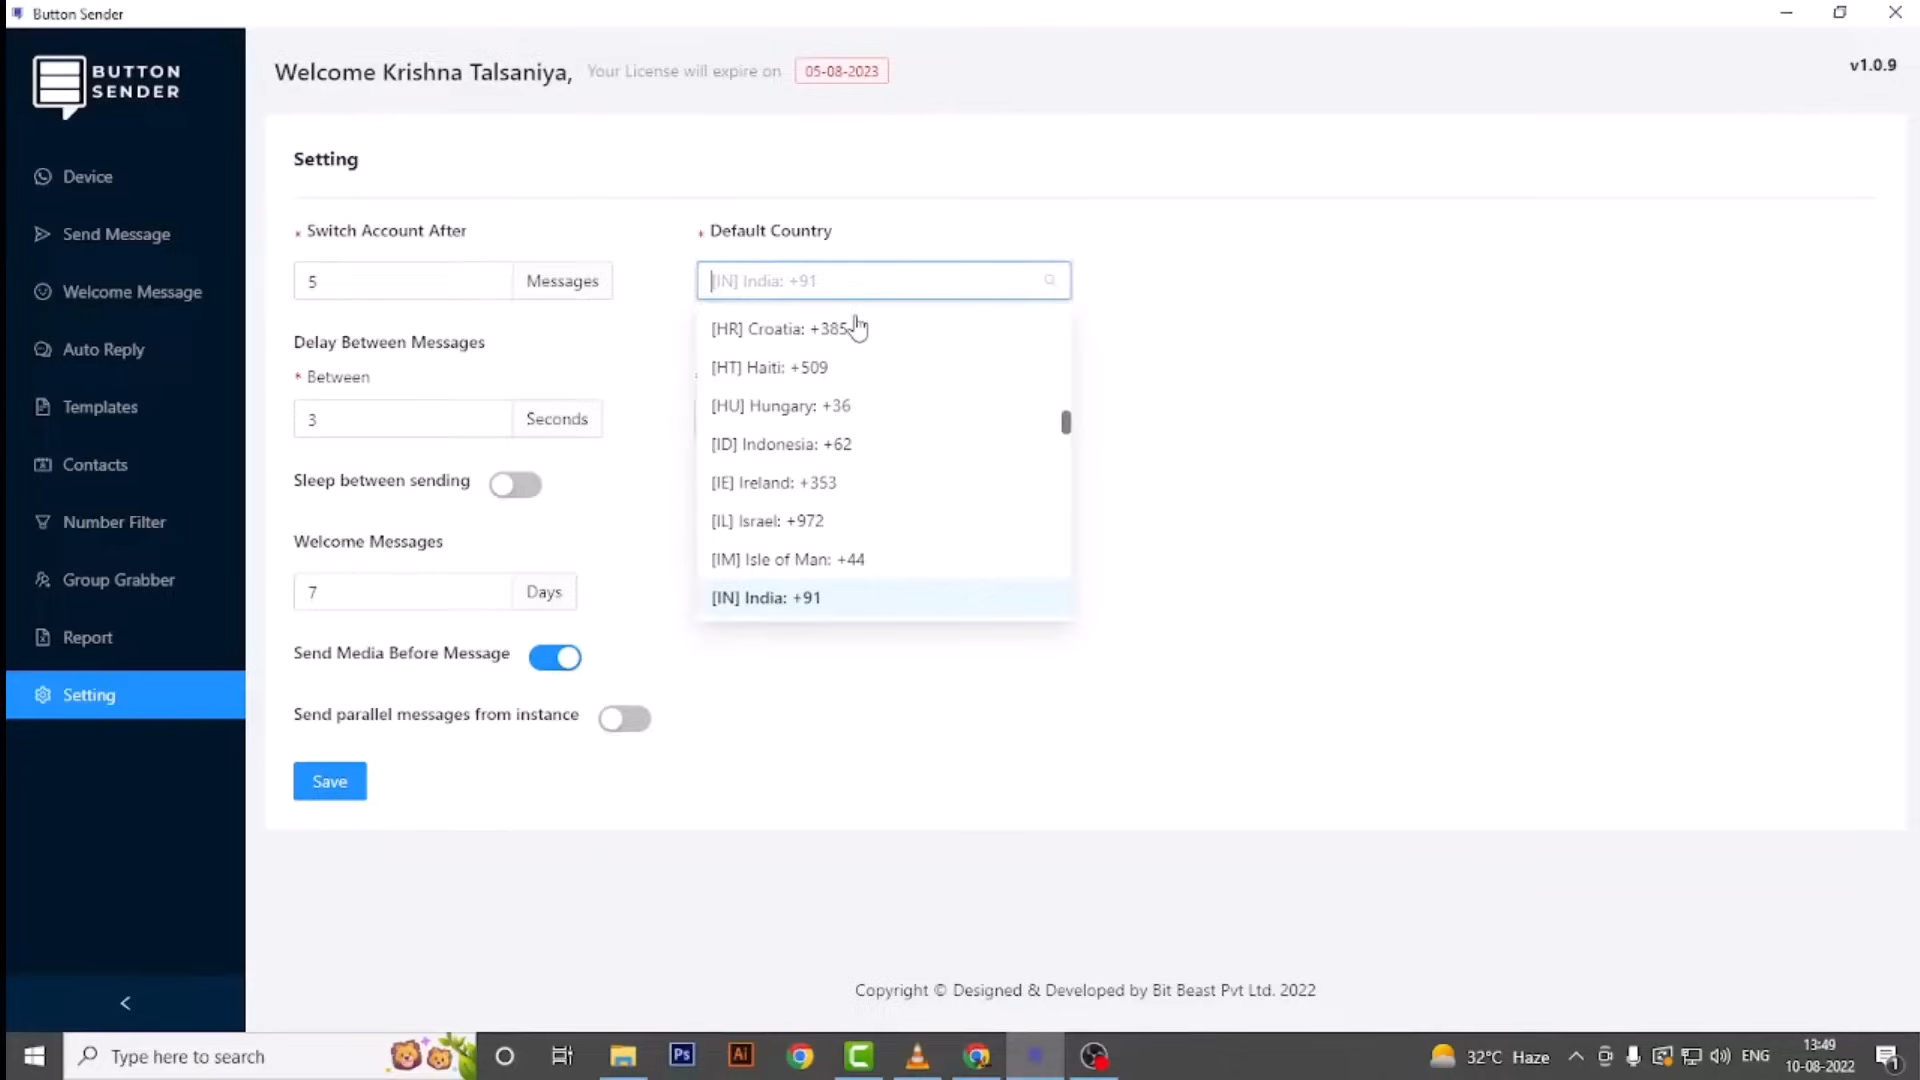 Button Sender
BUTTON
SENDER
Welcome Krishna Talsaniya, Your License will expire on 05-08-2023
v1.0.9
Device
Send Message
Welcome Message
Auto Reply
Templates
Contacts
Number Filter
Group Grabber
Report
Setting
<
Setting
* Switch Account After
5 Messages
* Default Country
[IN] India: +91
[HR] Croatia: +385
[HT] Haiti: +509
[HU] Hungary: +36
[ID] Indonesia: +62
[IE] Ireland: +353
[IL] Israel: +972
[IM] Isle of Man: +44
[IN] India: +91
Delay Between Messages
* Between
3 Seconds
Sleep between sending
Welcome Messages
7 Days
Send Media Before Message
Send parallel messages from instance
Save
Copyright © Designed & Developed by Bit Beast Pvt Ltd. 2022
Type here to search
Ps
Ai
32°C Haze
ENG
13:49
10-08-2022
1